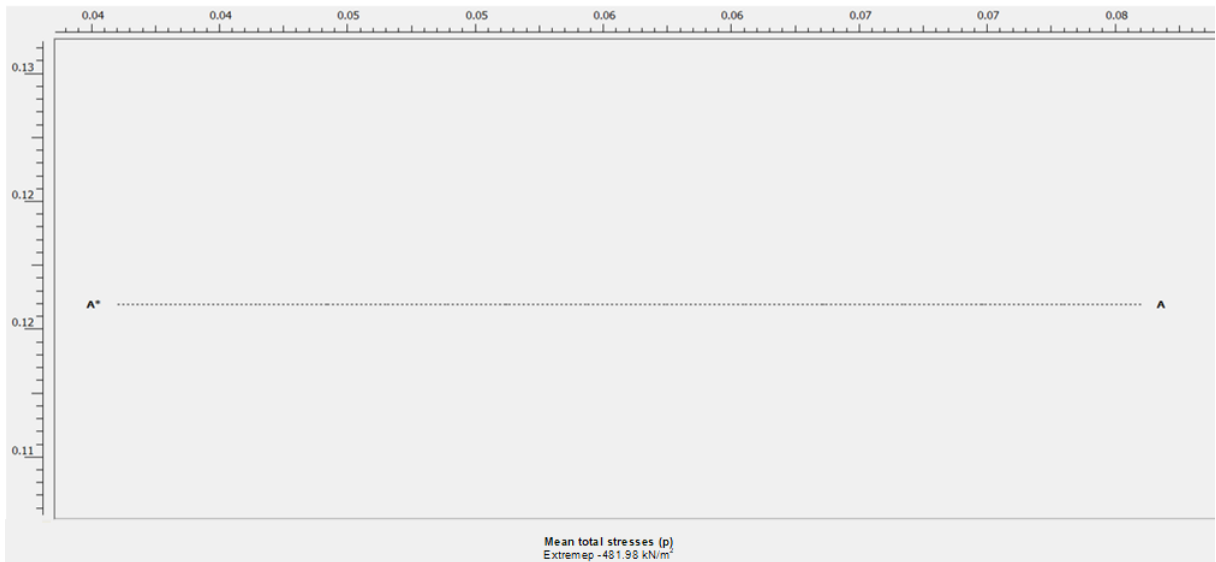 0.04 0.04 0.05 0.05 0.06 0.06 0.07 0.07 0.08
0.13
0.12
A* A
0.12
0.11
Mean total stresses (p)
Extremep -481.98 kN/m²